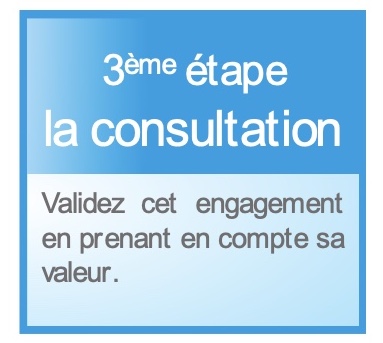 3ème étape
la consultation
Validez cet engagement
en prenant en compte sa
valeur.